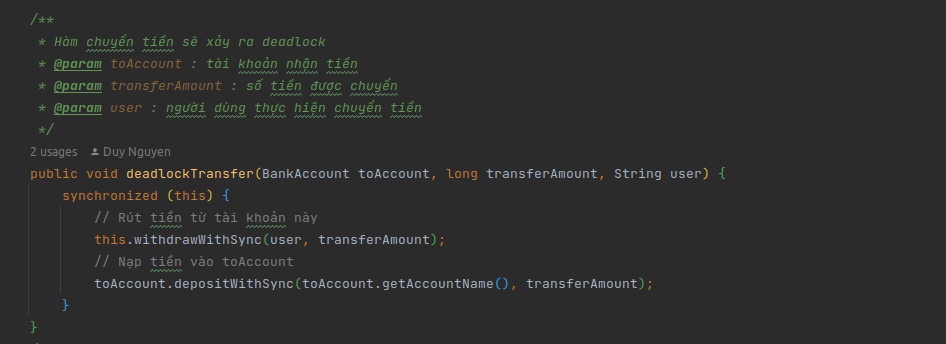 /**
* Hàm chuyển tiền sẽ xảy ra deadlock
* @param toAccount : tài khoản nhận tiền
* @param transferAmount : số tiền được chuyển
* @param user : người dùng thực hiện chuyển tiền
*/
2 usages Duy Nguyen
public void deadlockTransfer(BankAccount toAccount, long transferAmount, String user) {
synchronized (this) {
// Rút tiền từ tài khoản này
this.withdrawWithSync(user, transferAmount);
// Nạp tiền vào toAccount
toAccount.depositWithSync(toAccount.getAccountName(), transferAmount);
}
}